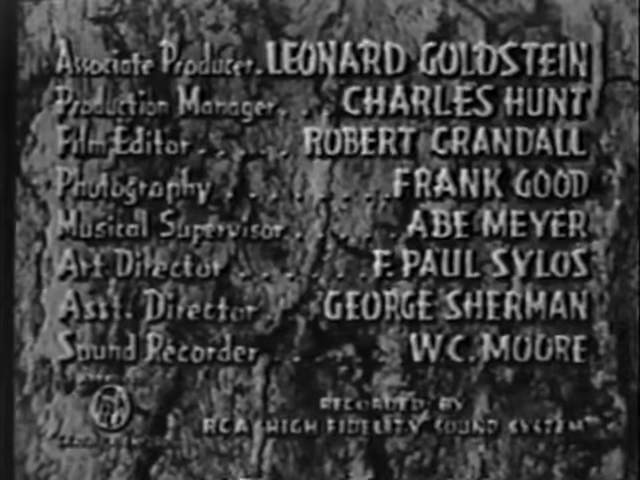 Associate Producer. LEONARD GOLDSTEIN
Production Manager. . . CHARLES HUNT
Film Editor. . . . . . ROBERT CRANDALL
Photography . . . . . . . . FRANK GOOD
Musical Supervisor. . . . . . ABE MEYER
Art Director . . . . . . . F. PAUL SYLOS
Asst. Director. . . GEORGE SHERMAN
Sound Recorder . . . . . W.C. MOORE
RECORDED BY
RCA "HIGH FIDELITY" SOUND SYSTEM